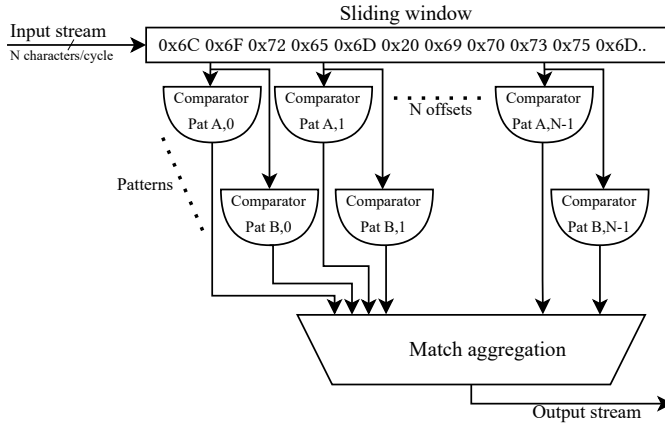 Sliding window
Input stream
N characters/cycle
0x6C 0x6F 0x72 0x65 0x6D 0x20 0x69 0x70 0x73 0x75 0x6D..
Comparator
Pat A,0
Comparator
Pat A,1
N offsets
Comparator
Pat A,N-1
Patterns
Comparator
Pat B,0
Comparator
Pat B,1
Comparator
Pat B,N-1
Match aggregation
Output stream